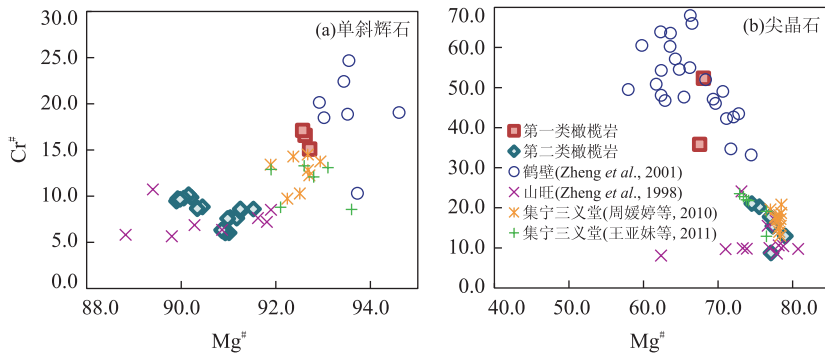 (a)单斜辉石
30.0
25.0
20.0
15.0
10.0
5.0
0.0
Cr#
88.0 90.0 92.0 94.0
Mg#
(b)尖晶石
70.0
60.0
50.0
40.0
30.0
20.0
10.0
0.0
第一类橄榄岩
第二类橄榄岩
鹤壁(Zheng et al., 2001)
山旺(Zheng et al., 1998)
集宁三义堂(周媛婷等, 2010)
集宁三义堂(王亚妹等, 2011)
40.0 50.0 60.0 70.0 80.0
Mg#